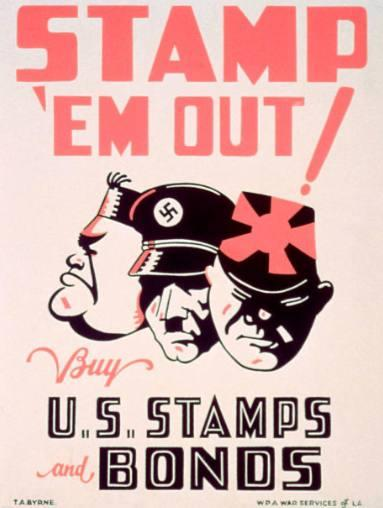 STAMP
'EM OUT!
Buy
U.S. STAMPS
and BONDS
T.A.BYRNE.
W.P.A. WAR SERVICES of LA.